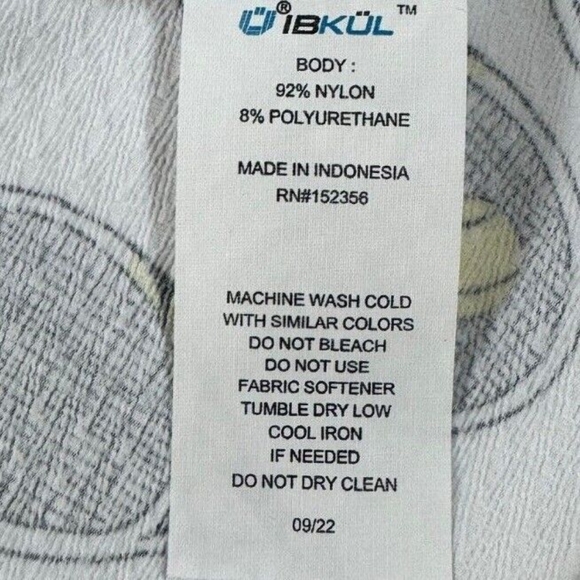 ® IBKÜL™
BODY :
92% NYLON
8% POLYURETHANE
MADE IN INDONESIA
RN#152356
MACHINE WASH COLD
WITH SIMILAR COLORS
DO NOT BLEACH
DO NOT USE
FABRIC SOFTENER
TUMBLE DRY LOW
COOL IRON
IF NEEDED
DO NOT DRY CLEAN
09/22